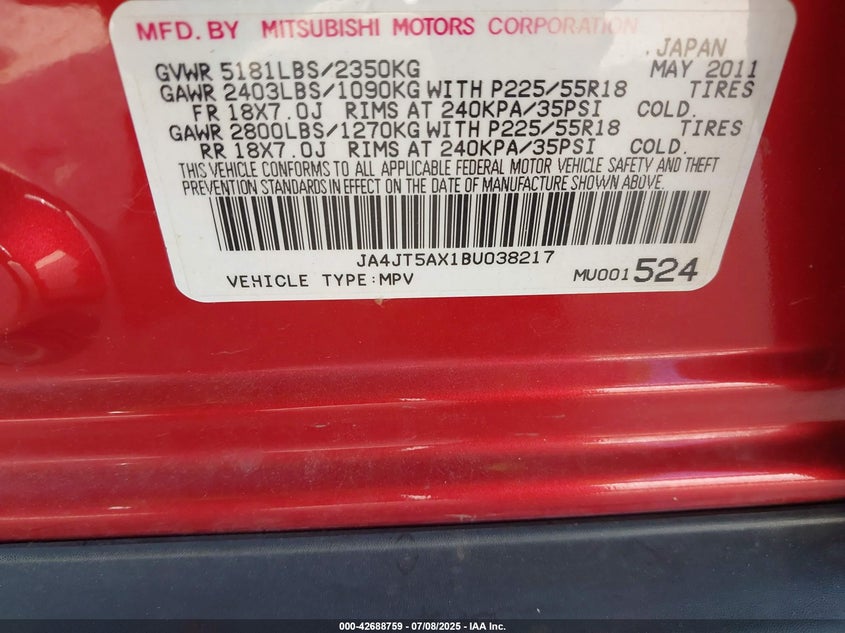 MFD. BY MITSUBISHI MOTORS CORPORATION
JAPAN
GVWR 5181LBS/2350KG MAY 2011
GAWR 2403LBS/1090KG WITH P225/55R18 TIRES
FR 18X7.0J RIMS AT 240KPA/35PSI COLD.
GAWR 2800LBS/1270KG WITH P225/55R18 TIRES
RR 18X7.0J RIMS AT 240KPA/35PSI COLD.
THIS VEHICLE CONFORMS TO ALL APPLICABLE FEDERAL MOTOR VEHICLE SAFETY AND THEFT
PREVENTION STANDARDS IN EFFECT ON THE DATE OF MANUFACTURE SHOWN ABOVE.
JA4JT5AX1BU038217
VEHICLE TYPE:MPV MU001524
000-42688759 - 07/08/2025 - IAA Inc.